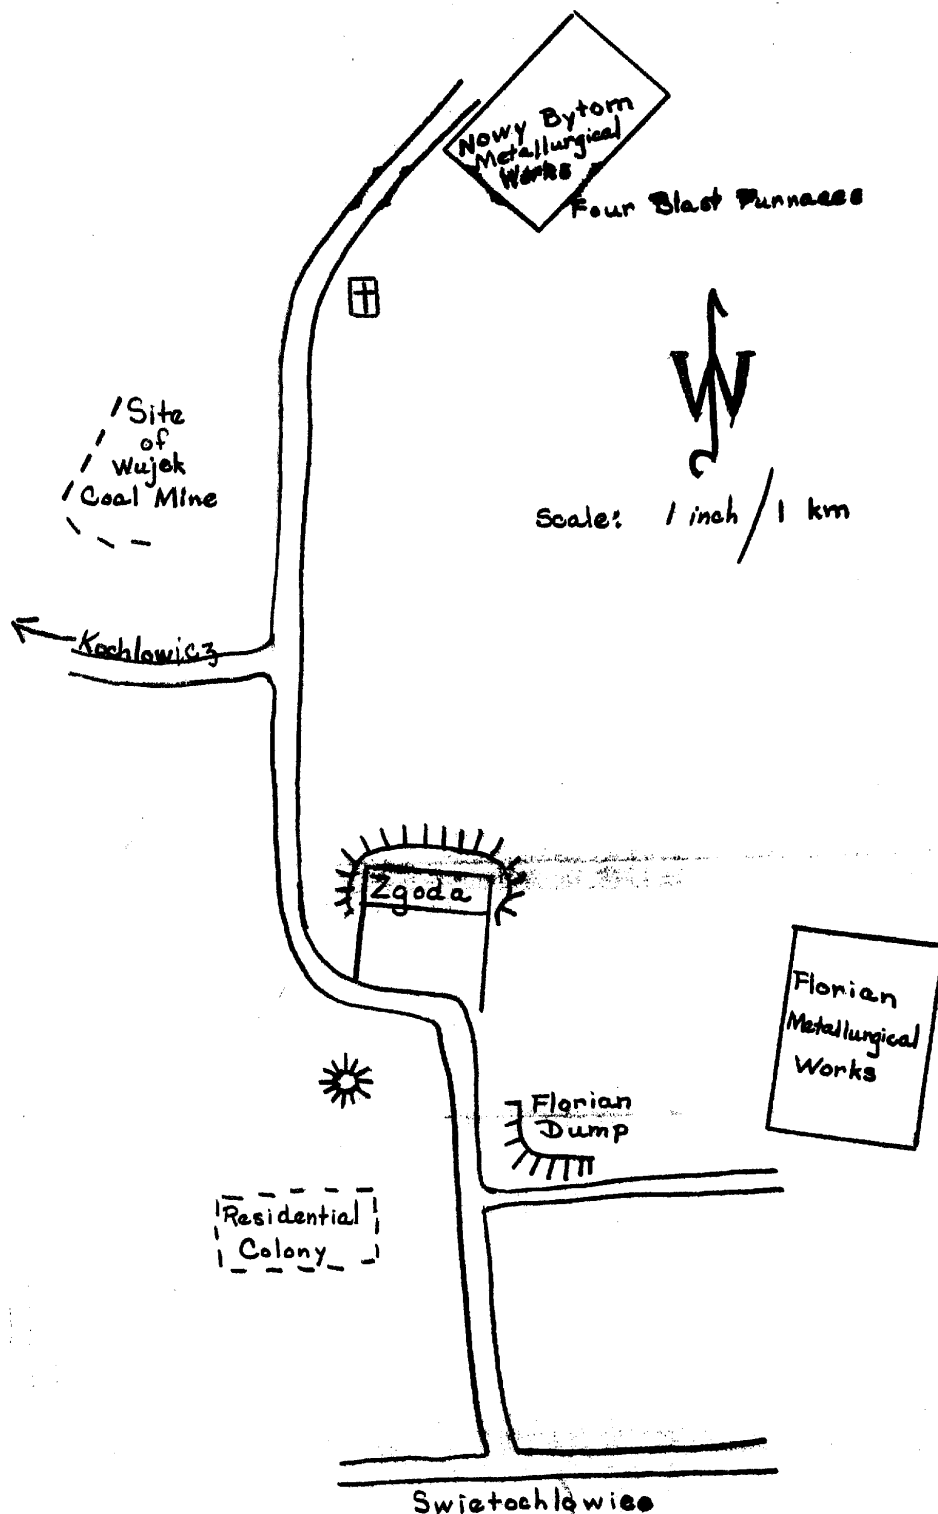 Nowy Bytom
Metallurgical
Works
Four Blast Furnaces
W
Site
of
Wujek
Coal Mine
Scale: 1 inch / 1 km
Kochlowicz
Zgoda
Florian
Metallurgical
Works
Florian
Dump
Residential
Colony
Swietochlowice